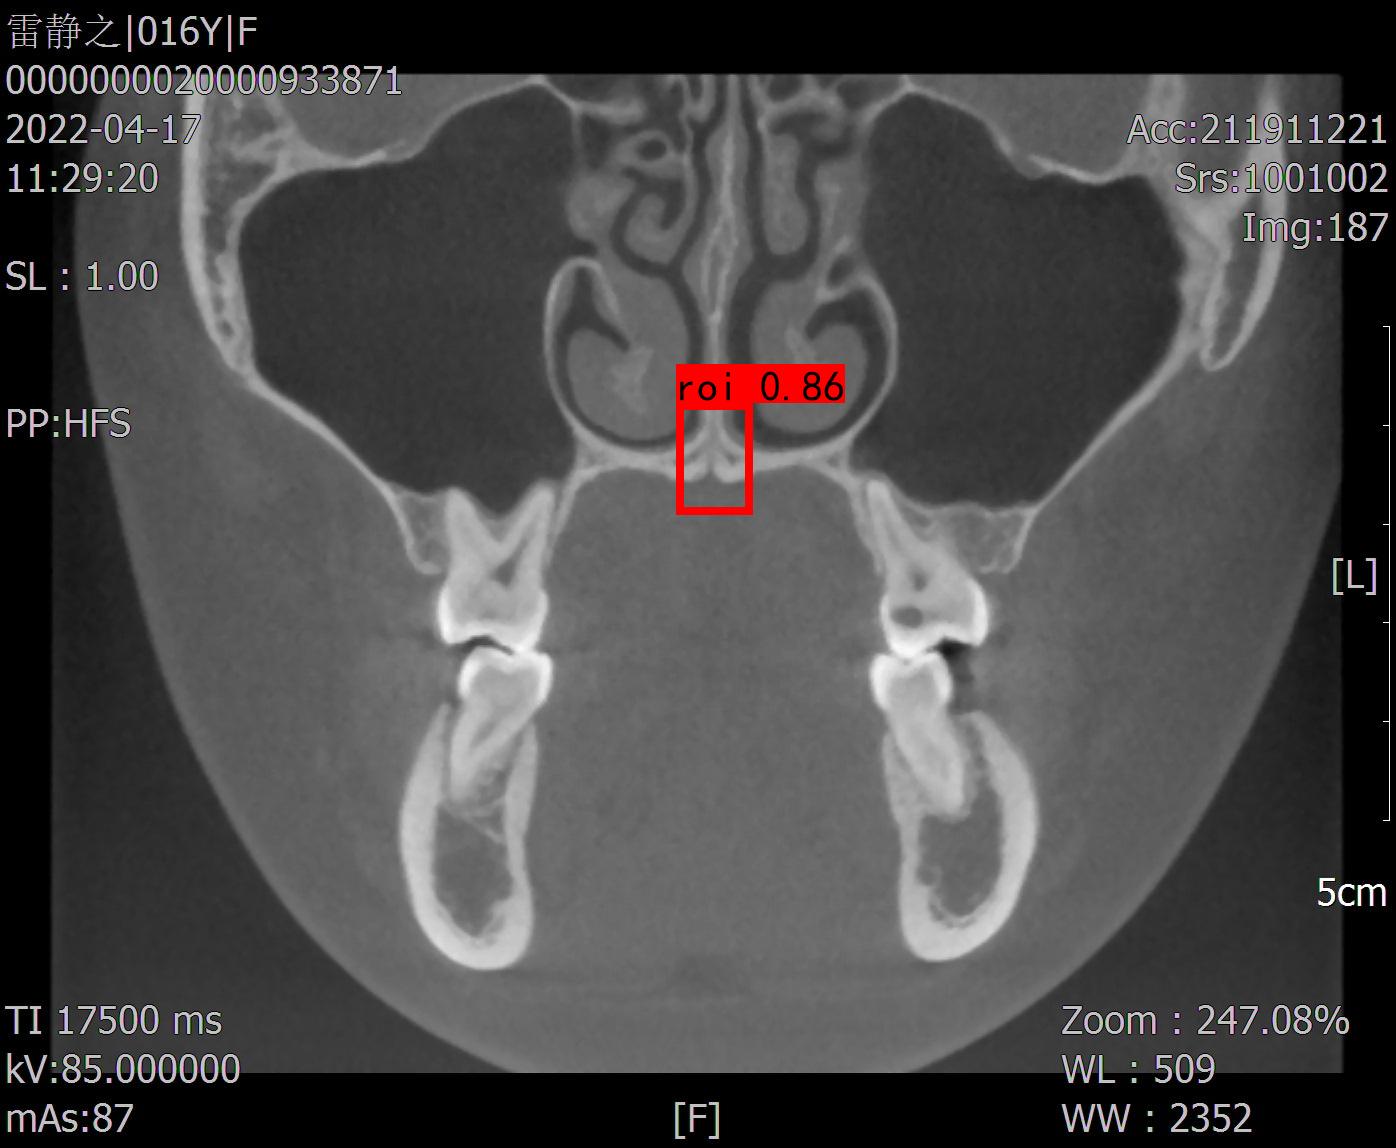 雷静之|016Y|F
0000000020000933871
2022-04-17
11:29:20
Acc:211911221
Srs:1001002
Img:187
SL : 1.00
roi 0.86
PP:HFS
[L]
5cm
TI 17500 ms
kV:85.000000
mAs:87
[F]
Zoom : 247.08%
WL : 509
WW : 2352